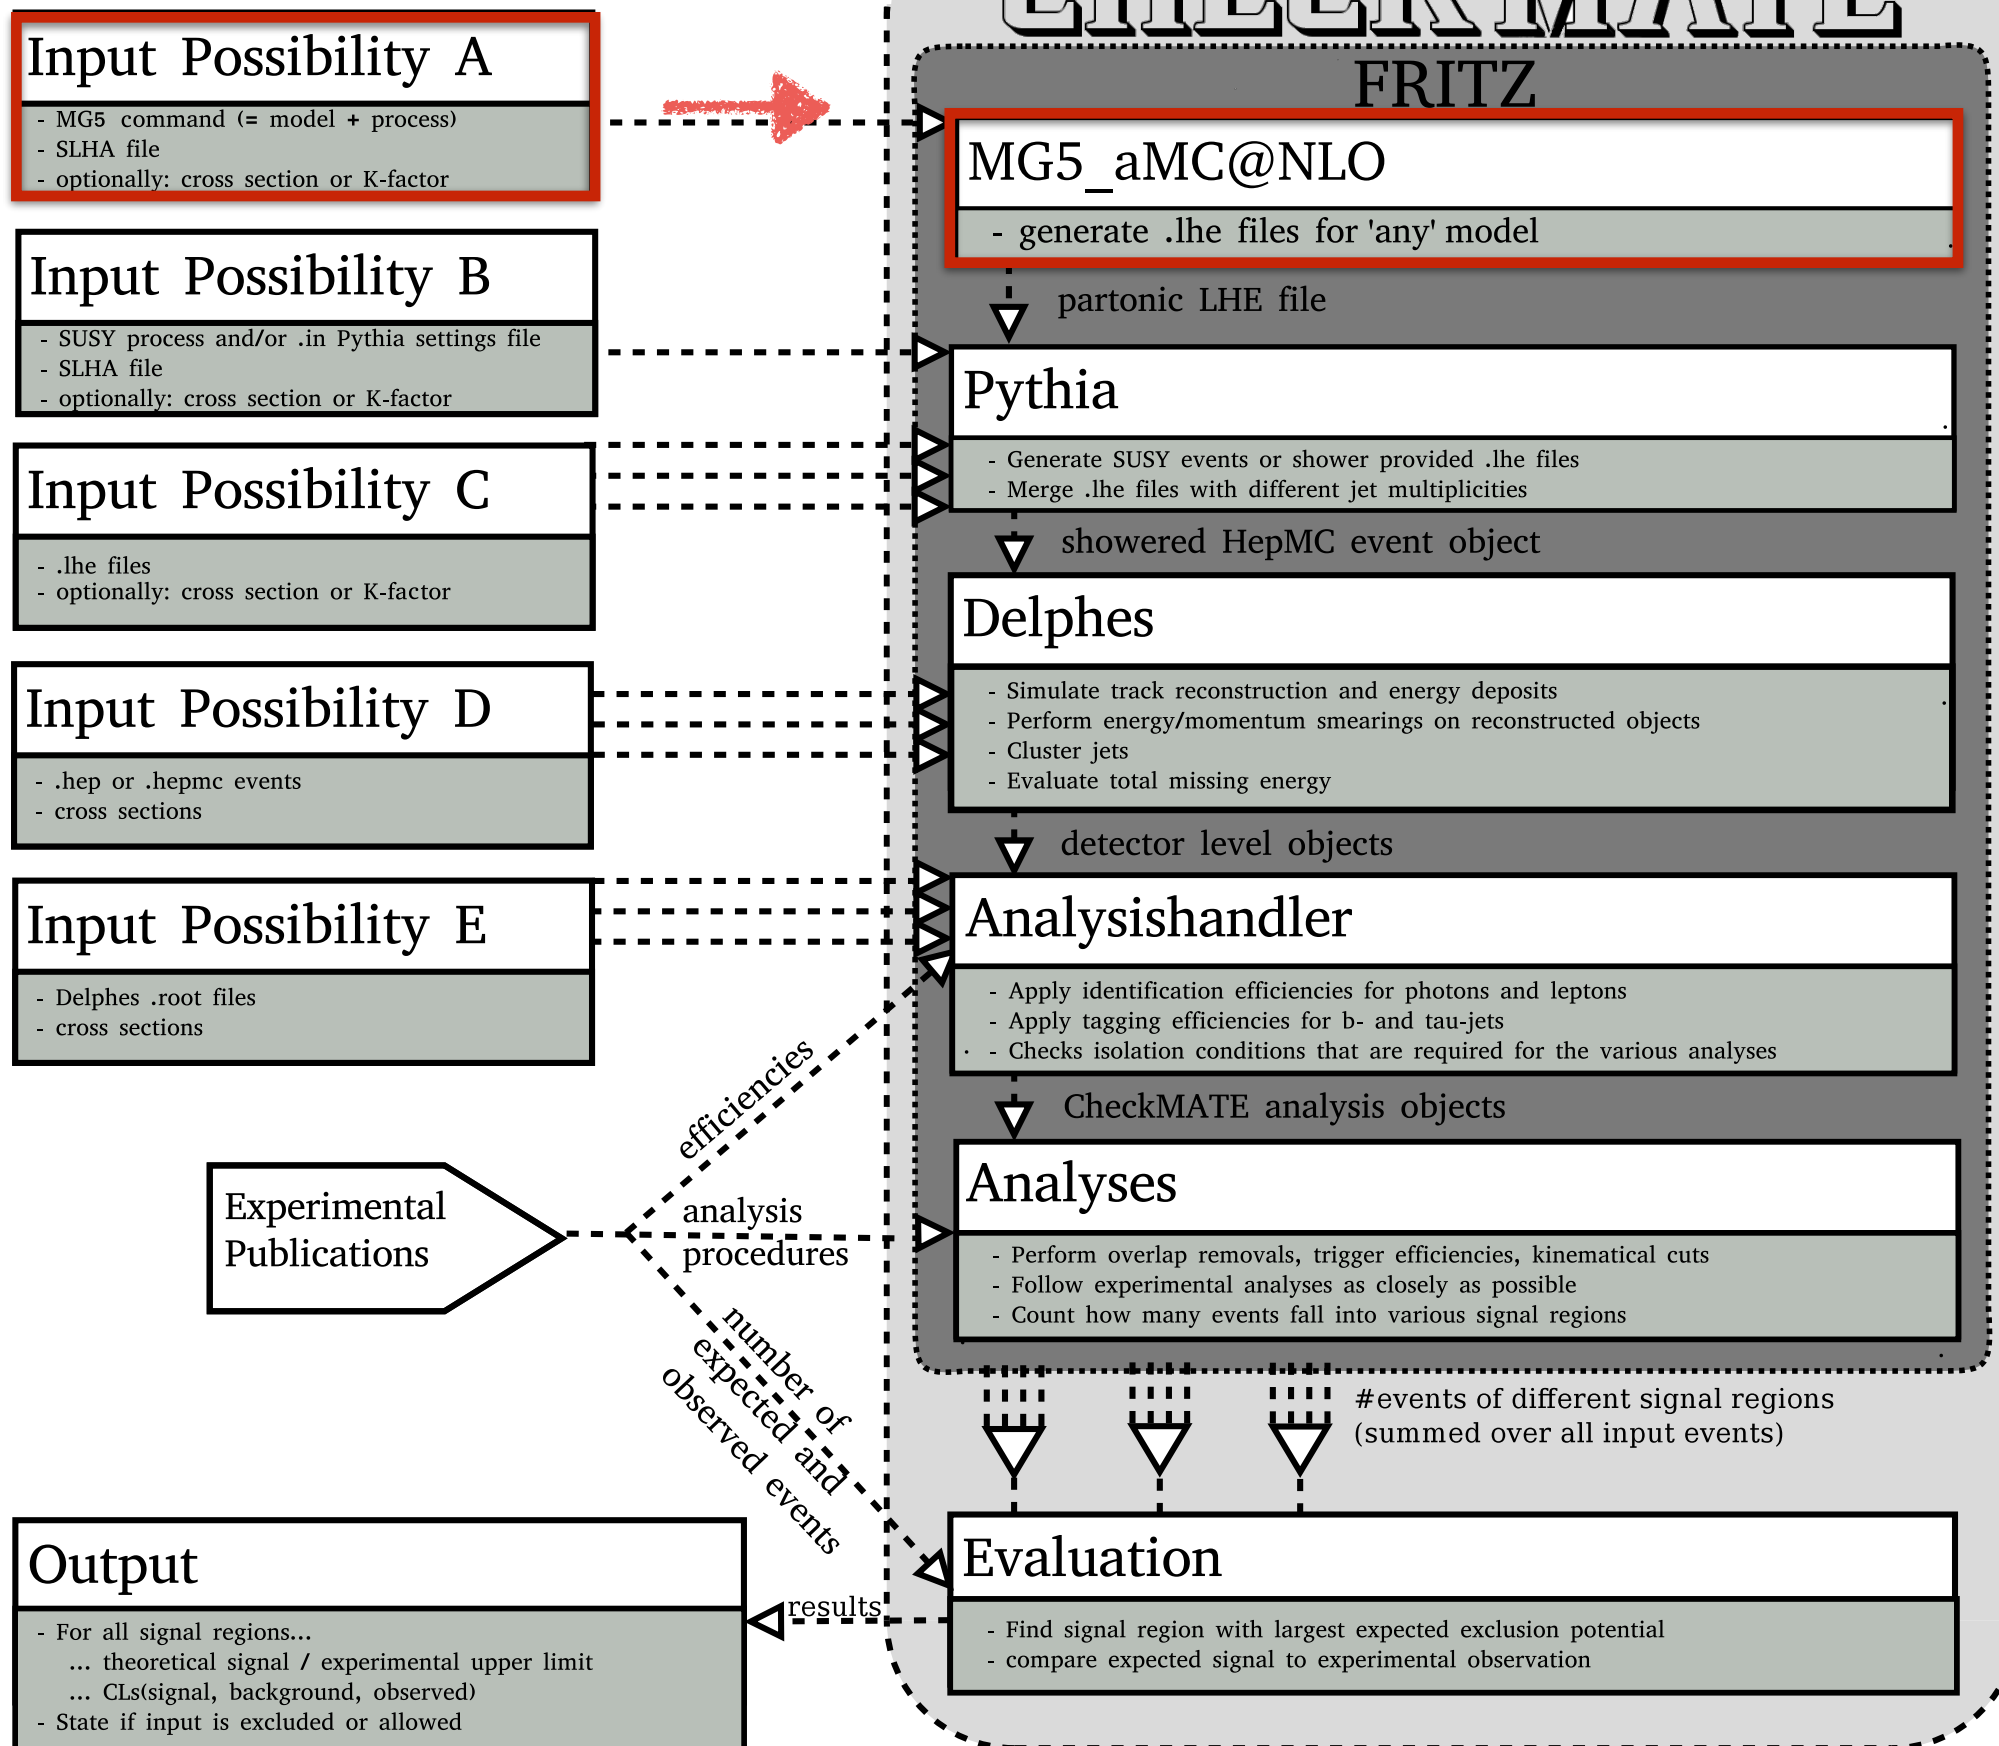 CHECKMATE
FRITZ
Input Possibility A
- MG5 command (= model + process)
- SLHA file
- optionally: cross section or K-factor
MG5_aMC@NLO
- generate .lhe files for 'any' model
partonic LHE file
Input Possibility B
- SUSY process and/or .in Pythia settings file
- SLHA file
- optionally: cross section or K-factor
Pythia
- Generate SUSY events or shower provided .lhe files
- Merge .lhe files with different jet multiplicities
showered HepMC event object
Input Possibility C
- .lhe files
- optionally: cross section or K-factor
Delphes
- Simulate track reconstruction and energy deposits
- Perform energy/momentum smearings on reconstructed objects
- Cluster jets
- Evaluate total missing energy
detector level objects
Input Possibility D
- .hep or .hepmc events
- cross sections
Input Possibility E
- Delphes .root files
- cross sections
Analysishandler
- Apply identification efficiencies for photons and leptons
- Apply tagging efficiencies for b- and tau-jets
- Checks isolation conditions that are required for the various analyses
CheckMATE analysis objects
Experimental
Publications
efficiencies
analysis
procedures
number of
expected and
observed events
Analyses
- Perform overlap removals, trigger efficiencies, kinematical cuts
- Follow experimental analyses as closely as possible
- Count how many events fall into various signal regions
#events of different signal regions
(summed over all input events)
Evaluation
- Find signal region with largest expected exclusion potential
- compare expected signal to experimental observation
results
Output
- For all signal regions...
... theoretical signal / experimental upper limit
... CLs(signal, background, observed)
- State if input is excluded or allowed